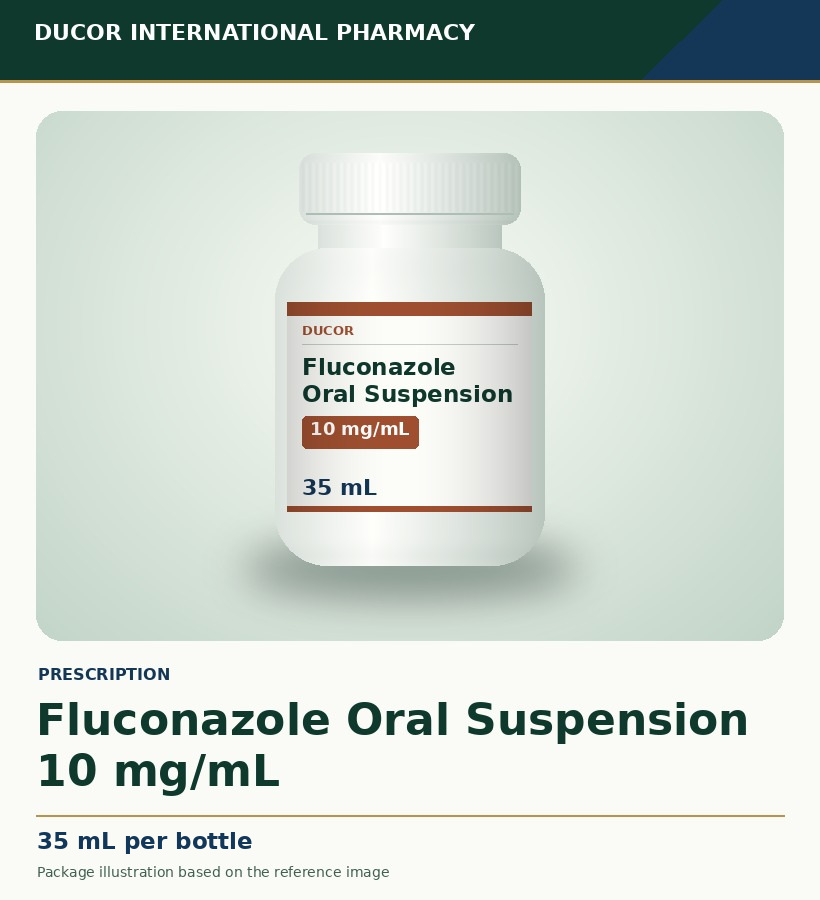 DUCOR INTERNATIONAL PHARMACY
DUCOR
Fluconazole
Oral Suspension
10 mg/mL
35 mL
PRESCRIPTION
Fluconazole Oral Suspension
10 mg/mL
35 mL per bottle
Package illustration based on the reference image